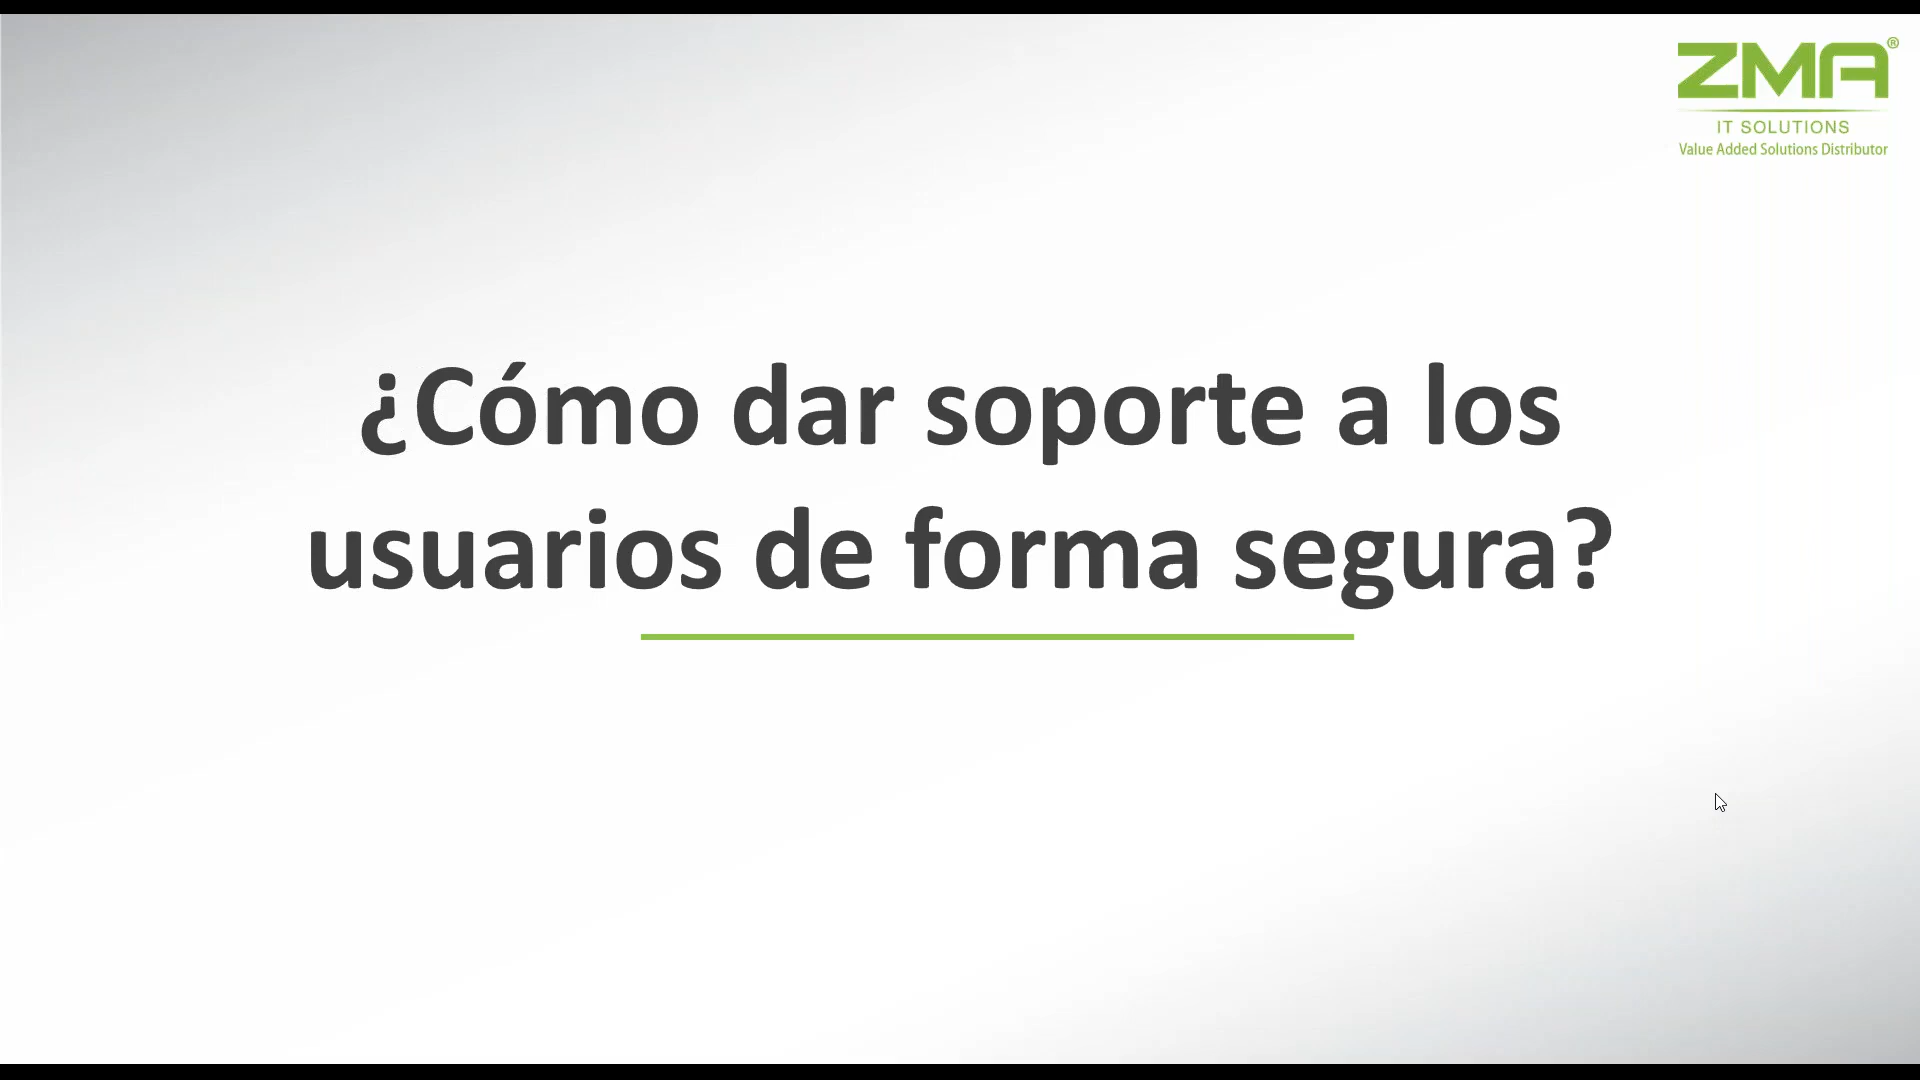 ZMA®
IT SOLUTIONS
Value Added Solutions Distributor
¿Cómo dar soporte a los
usuarios de forma segura?